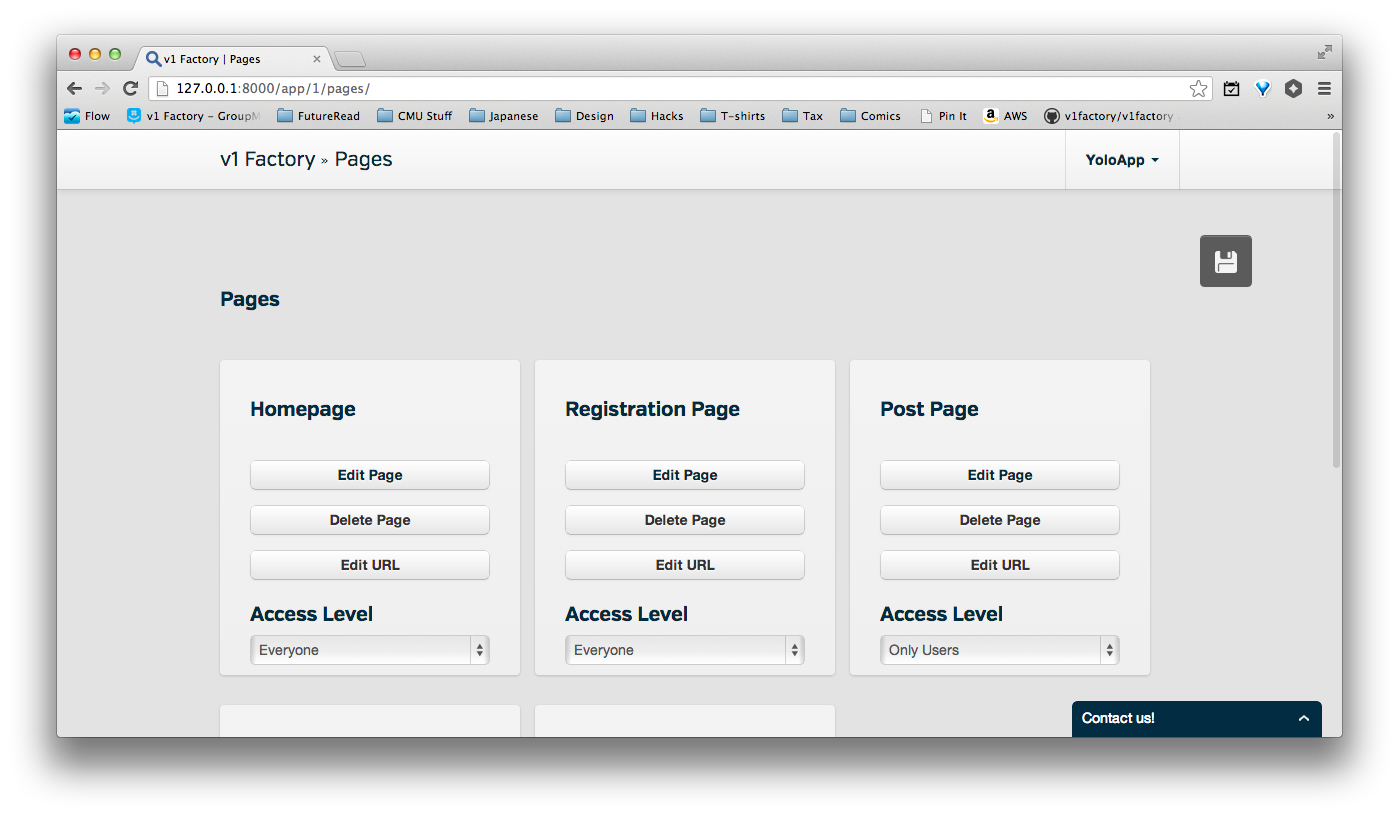 v1 Factory | Pages
127.0.0.1:8000/app/1/pages/
Flow v1 Factory – GroupM FutureRead CMU Stuff Japanese Design Hacks T-shirts Tax Comics Pin It AWS v1factory/v1factory »
v1 Factory » Pages YoloApp
Pages
Homepage Registration Page Post Page
Edit Page Edit Page Edit Page
Delete Page Delete Page Delete Page
Edit URL Edit URL Edit URL
Access Level Access Level Access Level
Everyone Everyone Only Users
Contact us!